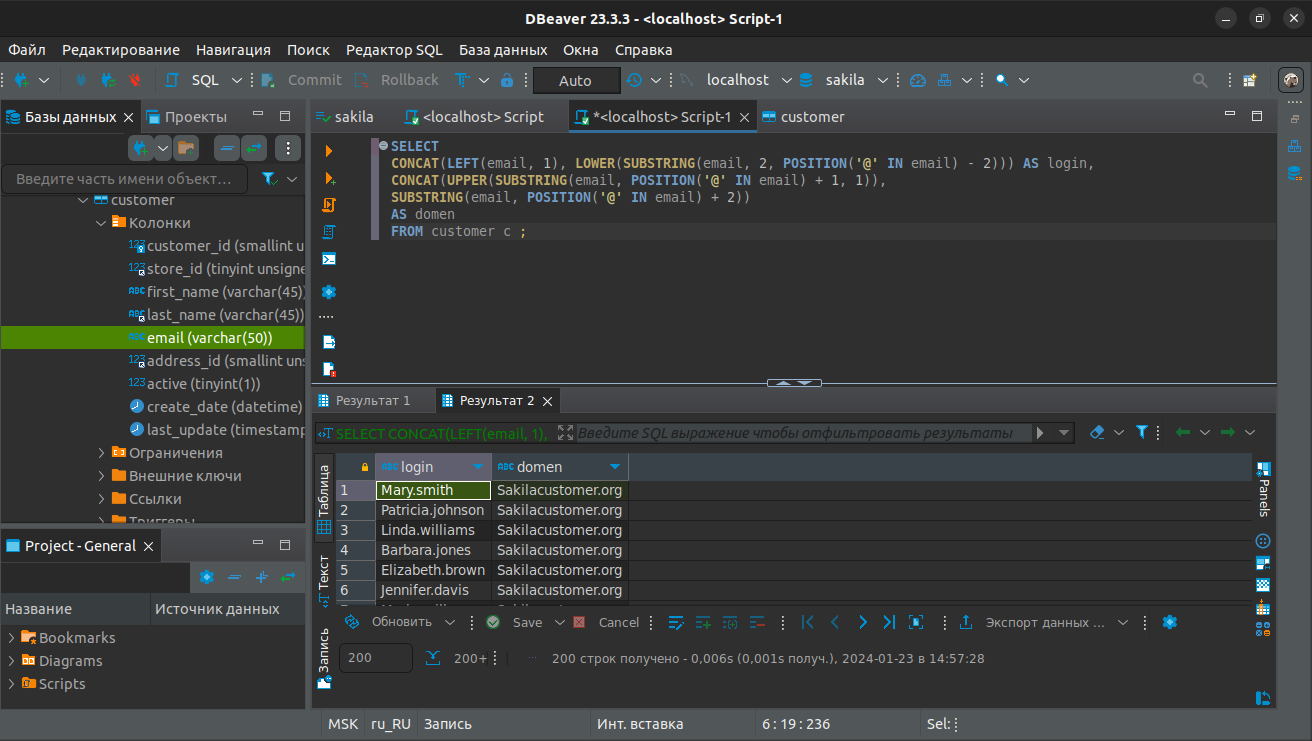 DBeaver 23.3.3 - <localhost> Script-1
Файл Редактирование Навигация Поиск Редактор SQL База данных Окна Справка
SQL Commit Rollback Auto localhost sakila
Базы данных Проекты
Введите часть имени объект...
customer
Колонки
customer_id (smallint u
store_id (tinyint unsigne
first_name (varchar(45))
last_name (varchar(45))
email (varchar(50))
address_id (smallint uns
active (tinyint(1))
create_date (datetime)
last_update (timestamp
Ограничения
Внешние ключи
Ссылки
Триггеры
Project - General
Название Источник данных
Bookmarks
Diagrams
Scripts
sakila <localhost> Script *<localhost> Script-1 customer
SELECT
CONCAT(LEFT(email, 1), LOWER(SUBSTRING(email, 2, POSITION('@' IN email) - 2))) AS login,
CONCAT(UPPER(SUBSTRING(email, POSITION('@' IN email) + 1, 1)),
SUBSTRING(email, POSITION('@' IN email) + 2))
AS domen
FROM customer c ;
Результат 1 Результат 2
SELECT CONCAT(LEFT(email, 1), Введите SQL выражение чтобы отфильтровать результаты
Таблица
Текст
Запись
login domen
1 Mary.smith Sakilacustomer.org
2 Patricia.johnson Sakilacustomer.org
3 Linda.williams Sakilacustomer.org
4 Barbara.jones Sakilacustomer.org
5 Elizabeth.brown Sakilacustomer.org
6 Jennifer.davis Sakilacustomer.org
Panels
Обновить Save Cancel Экспорт данных ...
200 200+ 200 строк получено - 0,006s (0,001s получ.), 2024-01-23 в 14:57:28
MSK ru_RU Запись Инт. вставка 6:19:236 Sel: